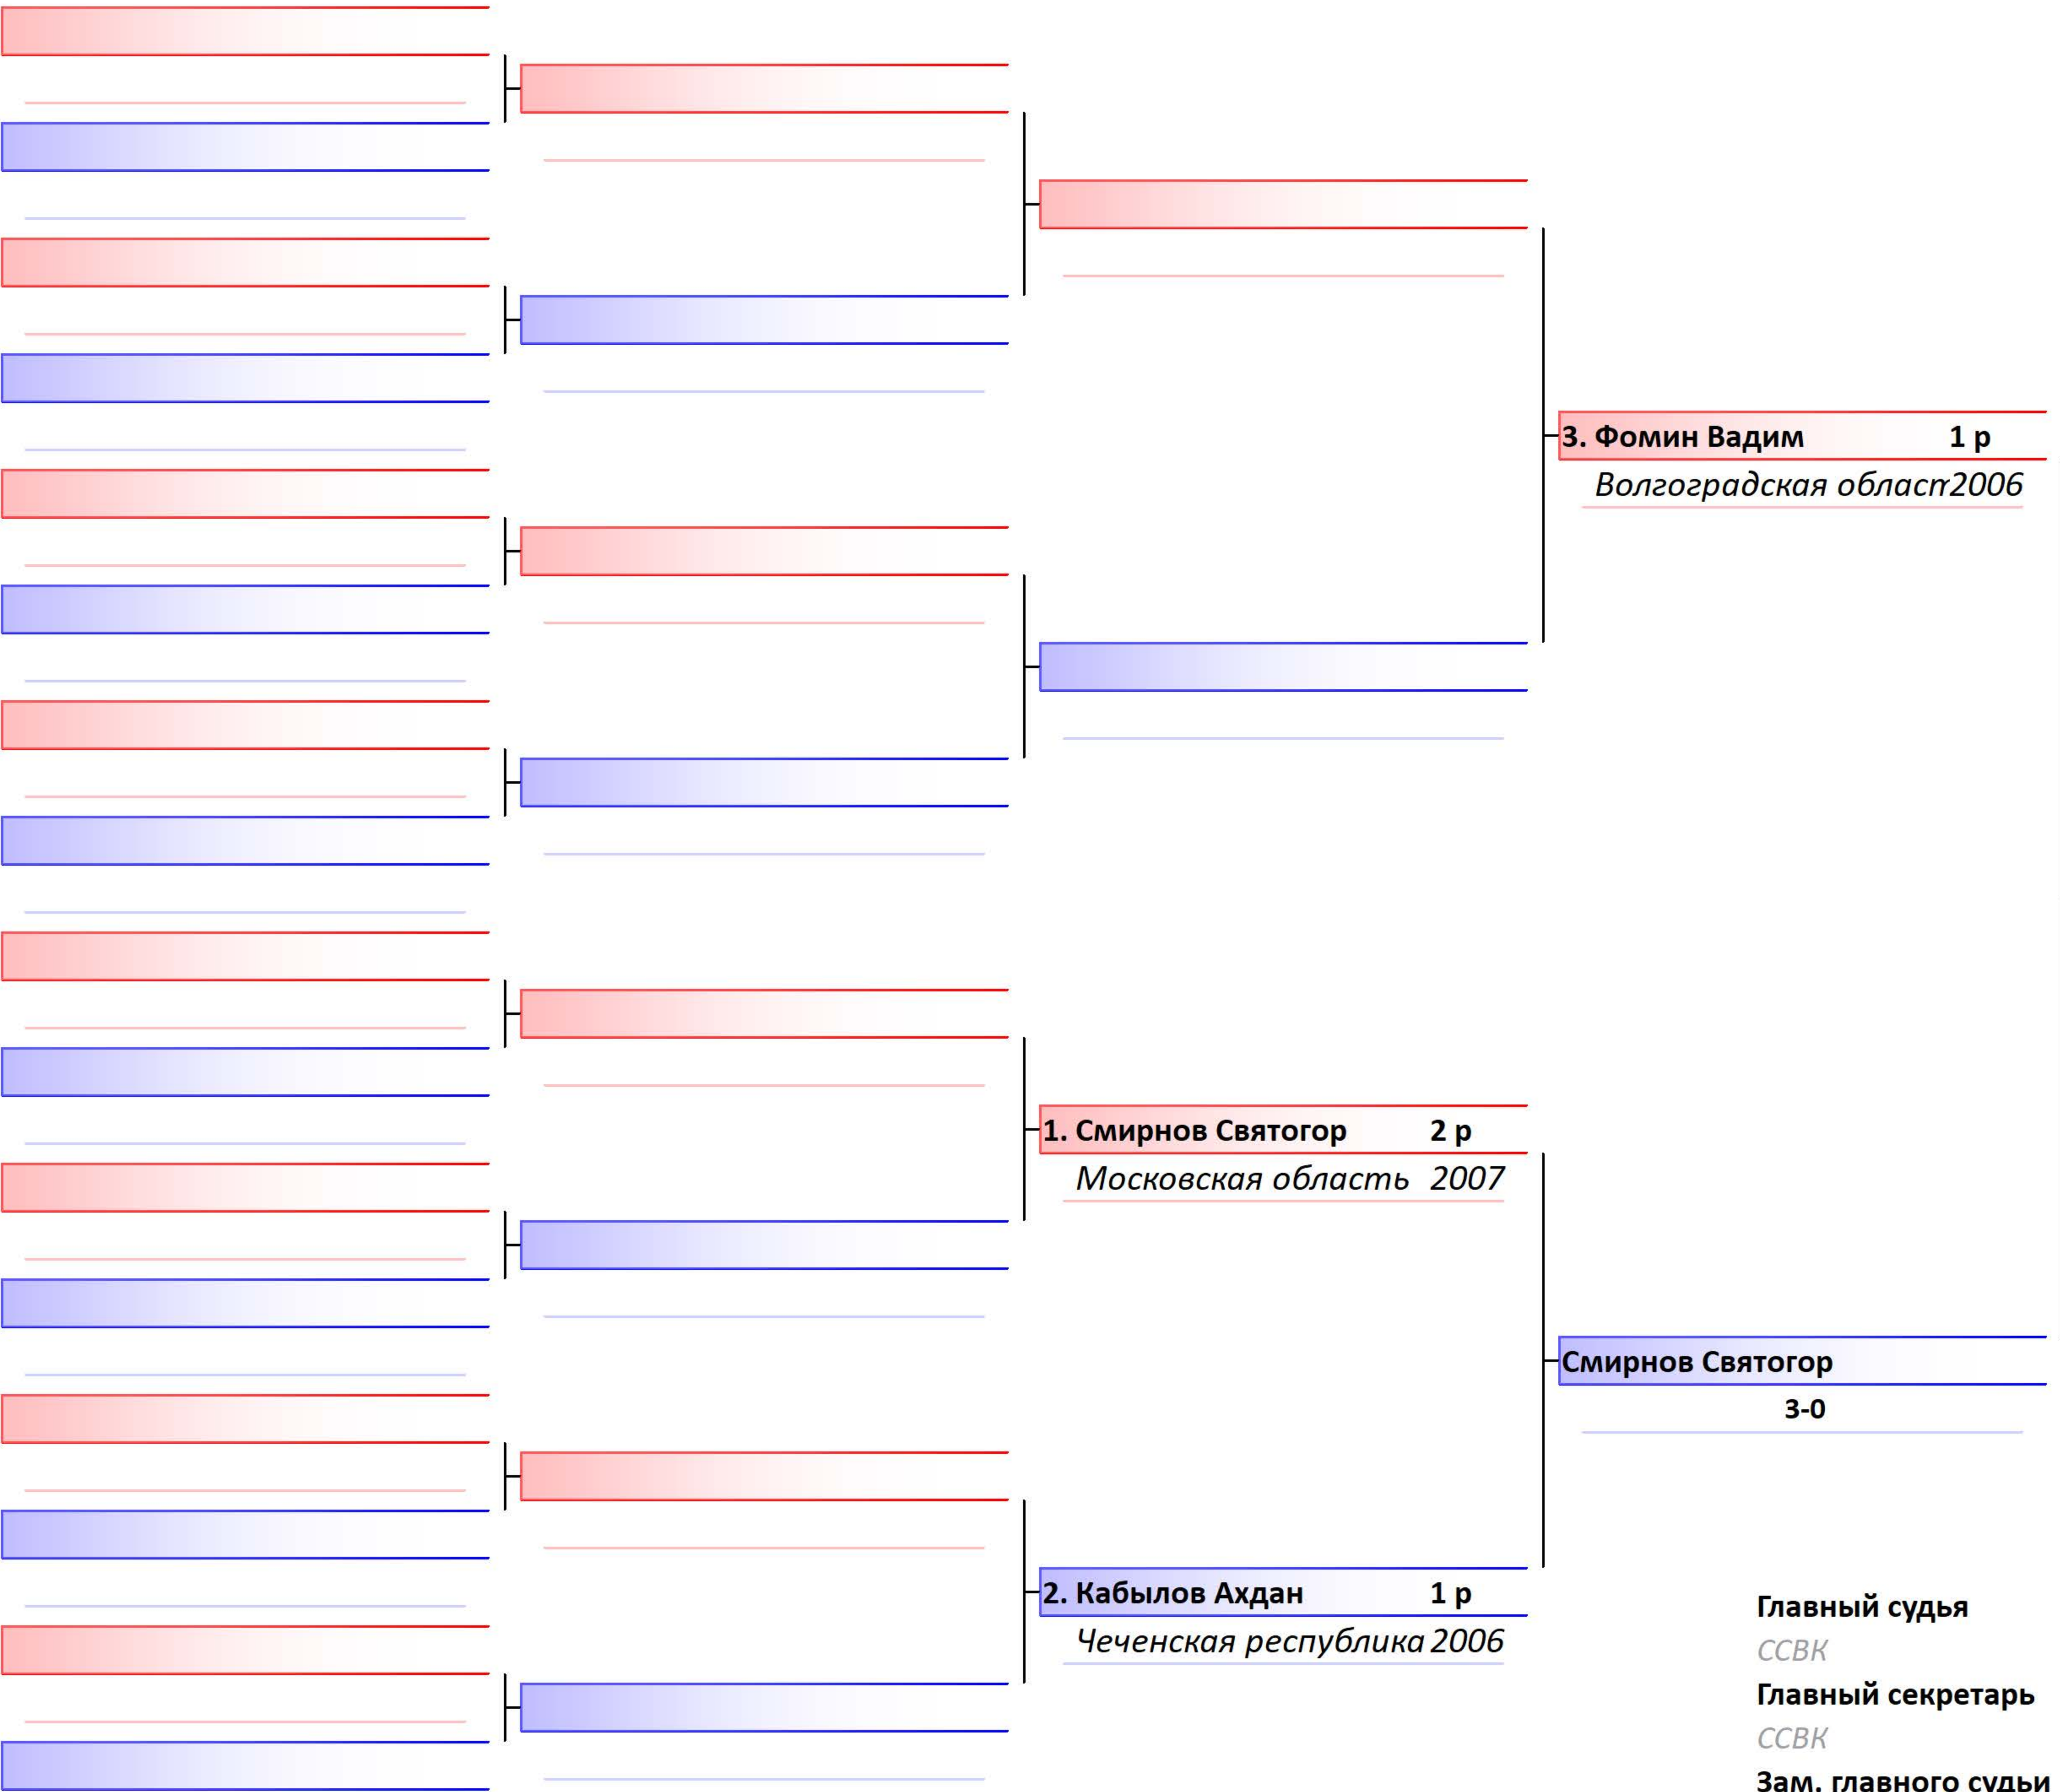 3. Фомин Вадим 1 р
Волгоградская област2006
1. Смирнов Святогор 2 р
Московская область 2007
Смирнов Святогор
3-0
2. Кабылов Ахдан 1 р
Чеченская республика 2006
Главный судья
ССВК
Главный секретарь
ССВК
Зам. главного судьи